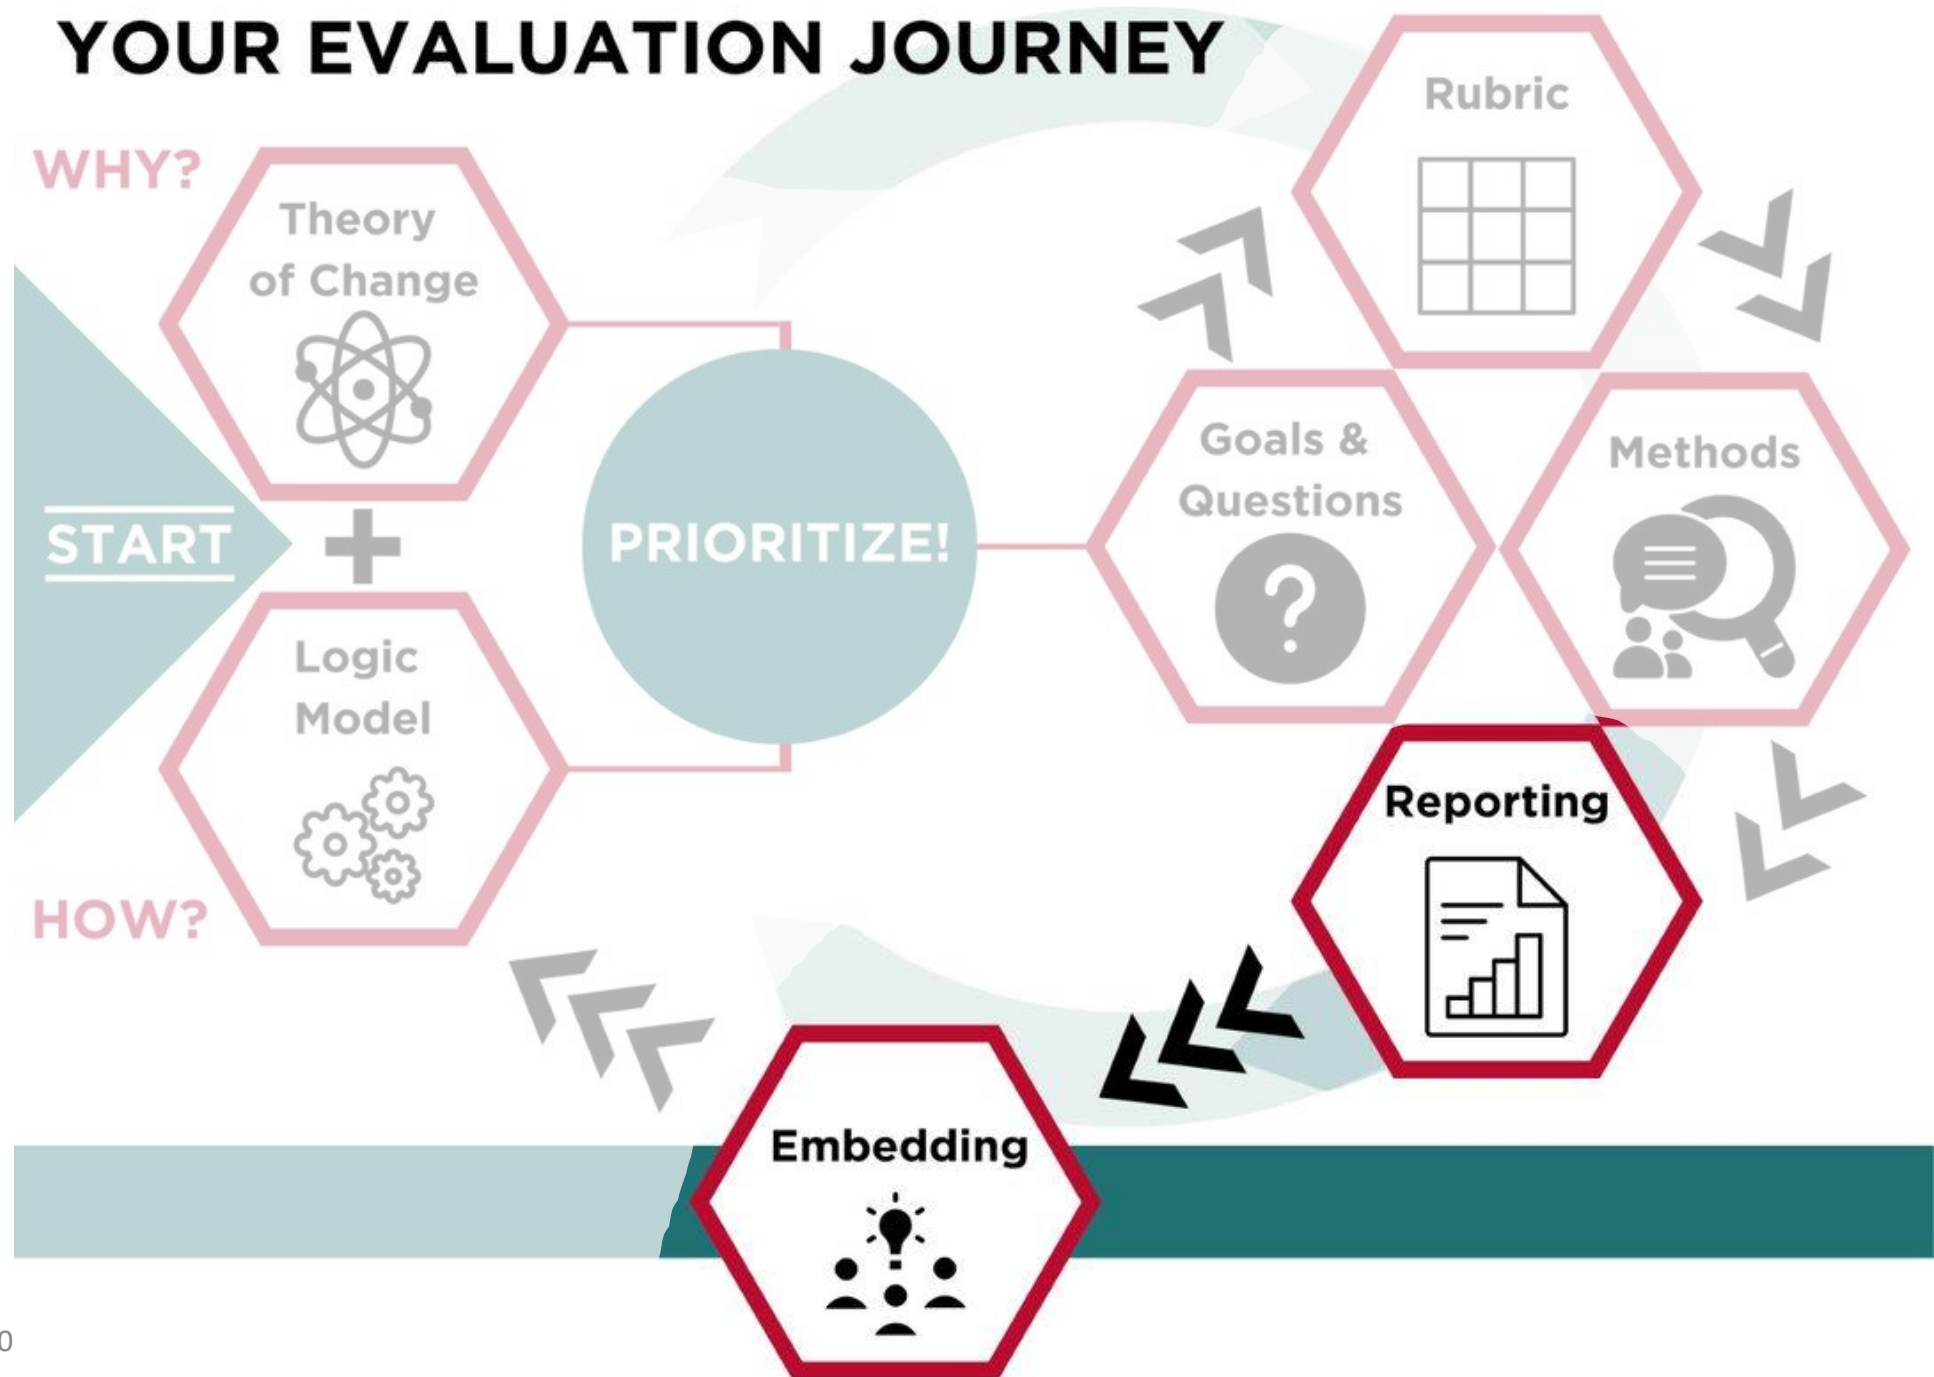 YOUR EVALUATION JOURNEY
WHY?
Theory
of Change
START
Logic
Model
HOW?
PRIORITIZE!
Goals &
Questions
?
Rubric
Methods
Reporting
Embedding
0